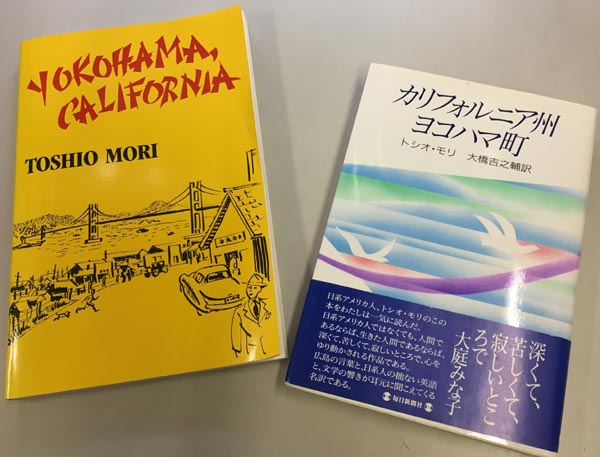 YOKOHAMA,
CALIFORNIA
TOSHIO MORI
カリフォルニア州
ヨコハマ町
トシオ・モリ 大橋吉之輔訳
日系アメリカ人、トシオ・モリのこの
本をわたしは一気に読んだ。
日系アメリカ人ではなくても、人間で
あるならば、生きた人間であるならば、
深くて、苦しくて、寂しいところで、心を
ゆり動かされる作品である。
広島の言葉と、日系人の拙ない英語
と、文学の響きが耳元に聞こえてくる
名訳である。
毎日新聞社
深くて、
苦しくて、
寂しいとこ
ろで
大庭みな子